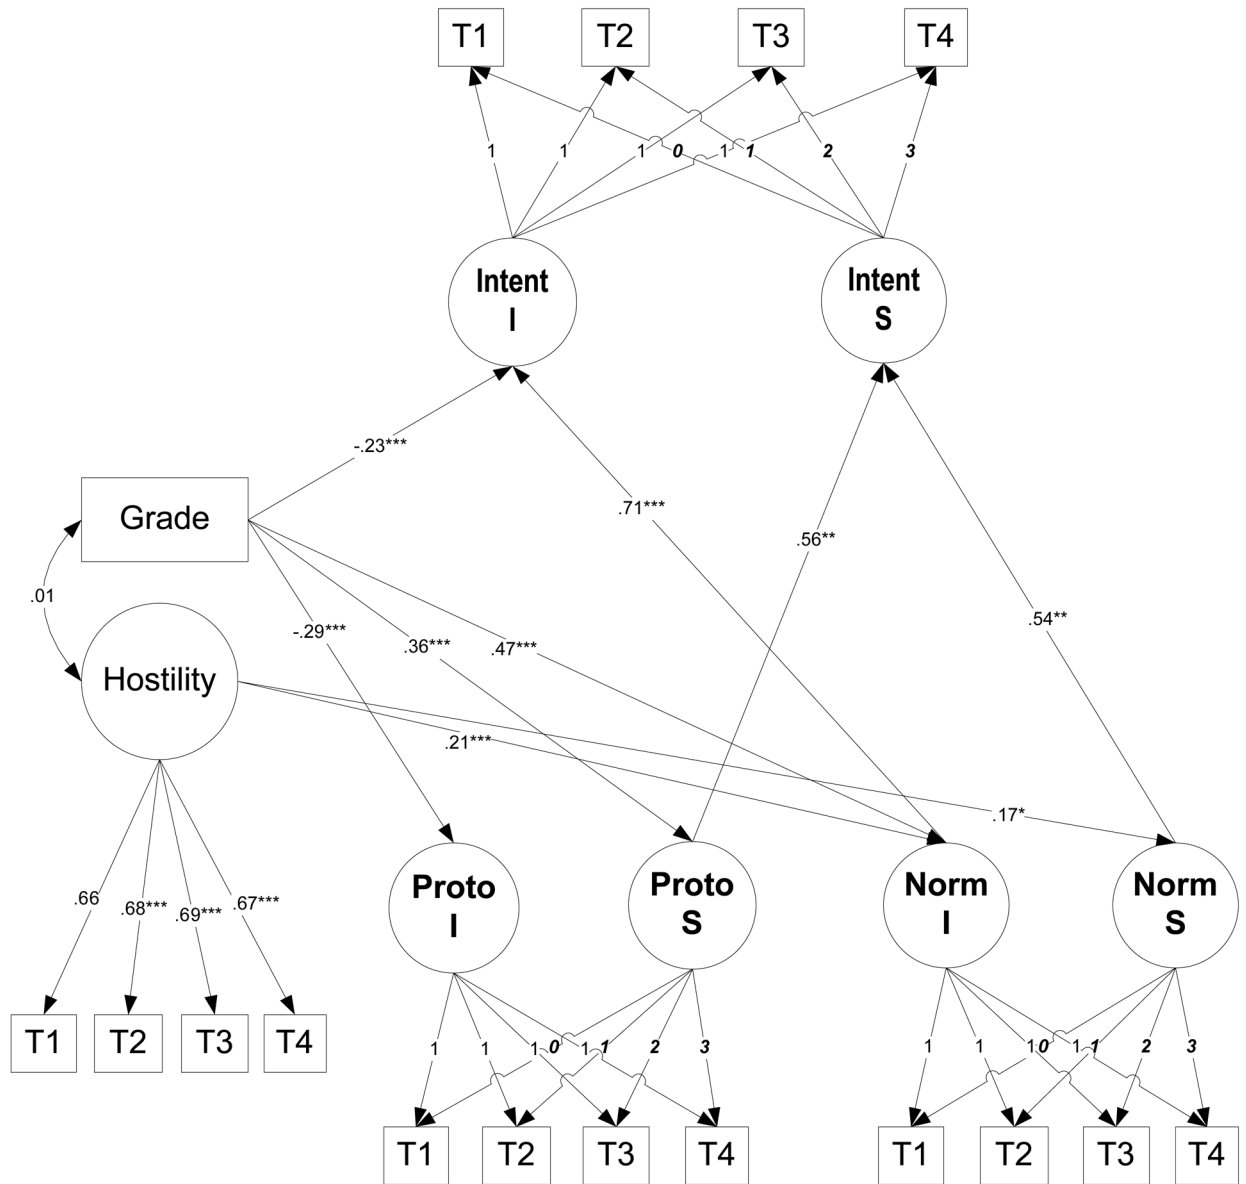 T1 T2 T3 T4
1 1 1 0 1 1 2 3
Intent
I
Intent
S
-.23***
.71***
Grade
.56**
.01
.54**
-.29***
.36***
.47***
Hostility
.21***
.17*
Proto
I
Proto
S
Norm
I
Norm
S
.66 .68*** .69*** .67***
T1 T2 T3 T4
1 1 1 0 1 1 2 3
1 1 1 0 1 1 2 3
T1 T2 T3 T4
T1 T2 T3 T4